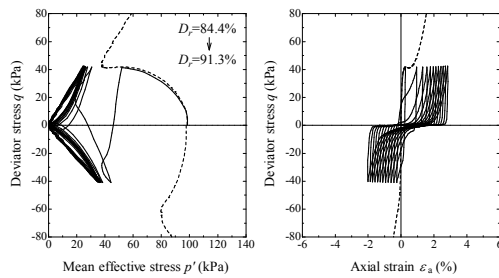 80
60
40
20
0
-20
-40
-60
-80
Deviator stress q (kPa)
0 20 40 60 80 100 120 140
Mean effective stress p′ (kPa)
Dr=84.4%
↓
Dr=91.3%
80
60
40
20
0
-20
-40
-60
-80
Deviator stress q (kPa)
-6 -4 -2 0 2 4 6
Axial strain εa (%)